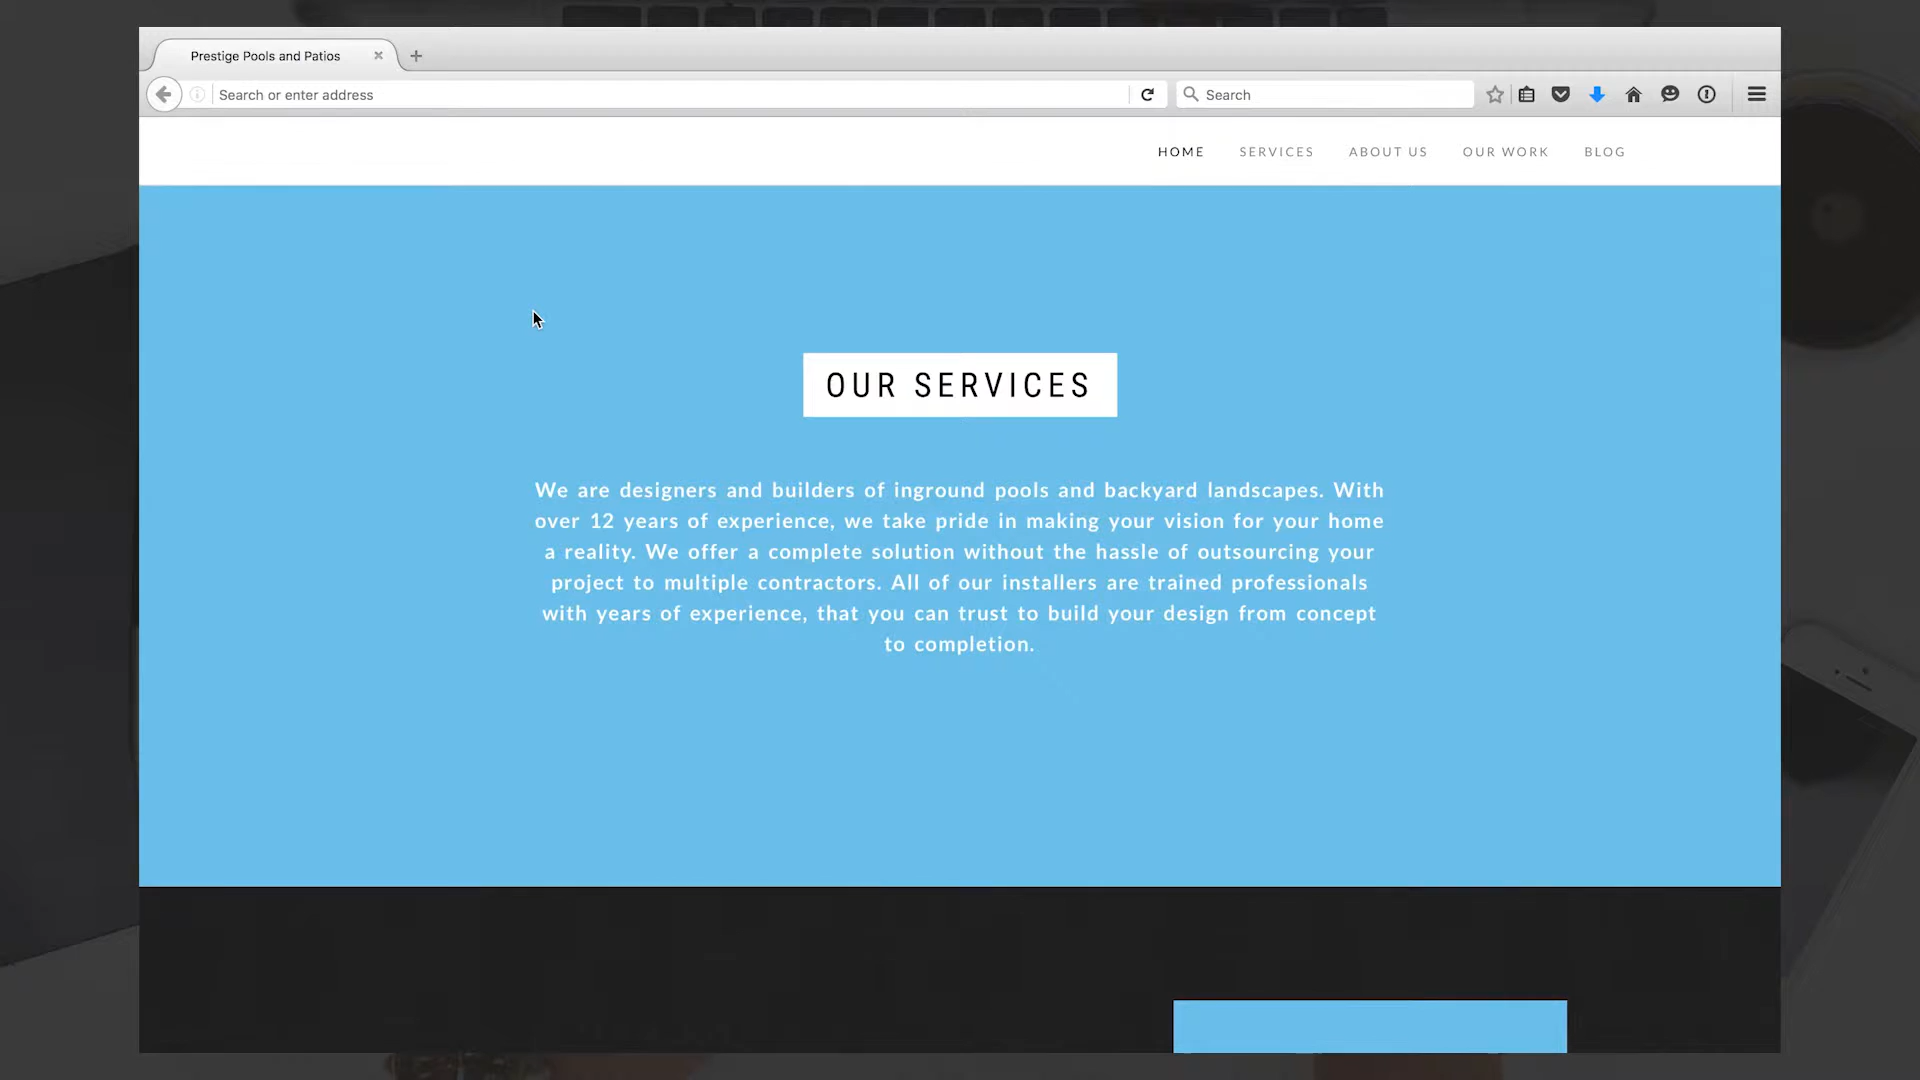 Prestige Pools and Patios
Search or enter address
Search
HOME SERVICES ABOUT US OUR WORK BLOG
OUR SERVICES
We are designers and builders of inground pools and backyard landscapes. With
over 12 years of experience, we take pride in making your vision for your home
a reality. We offer a complete solution without the hassle of outsourcing your
project to multiple contractors. All of our installers are trained professionals
with years of experience, that you can trust to build your design from concept
to completion.